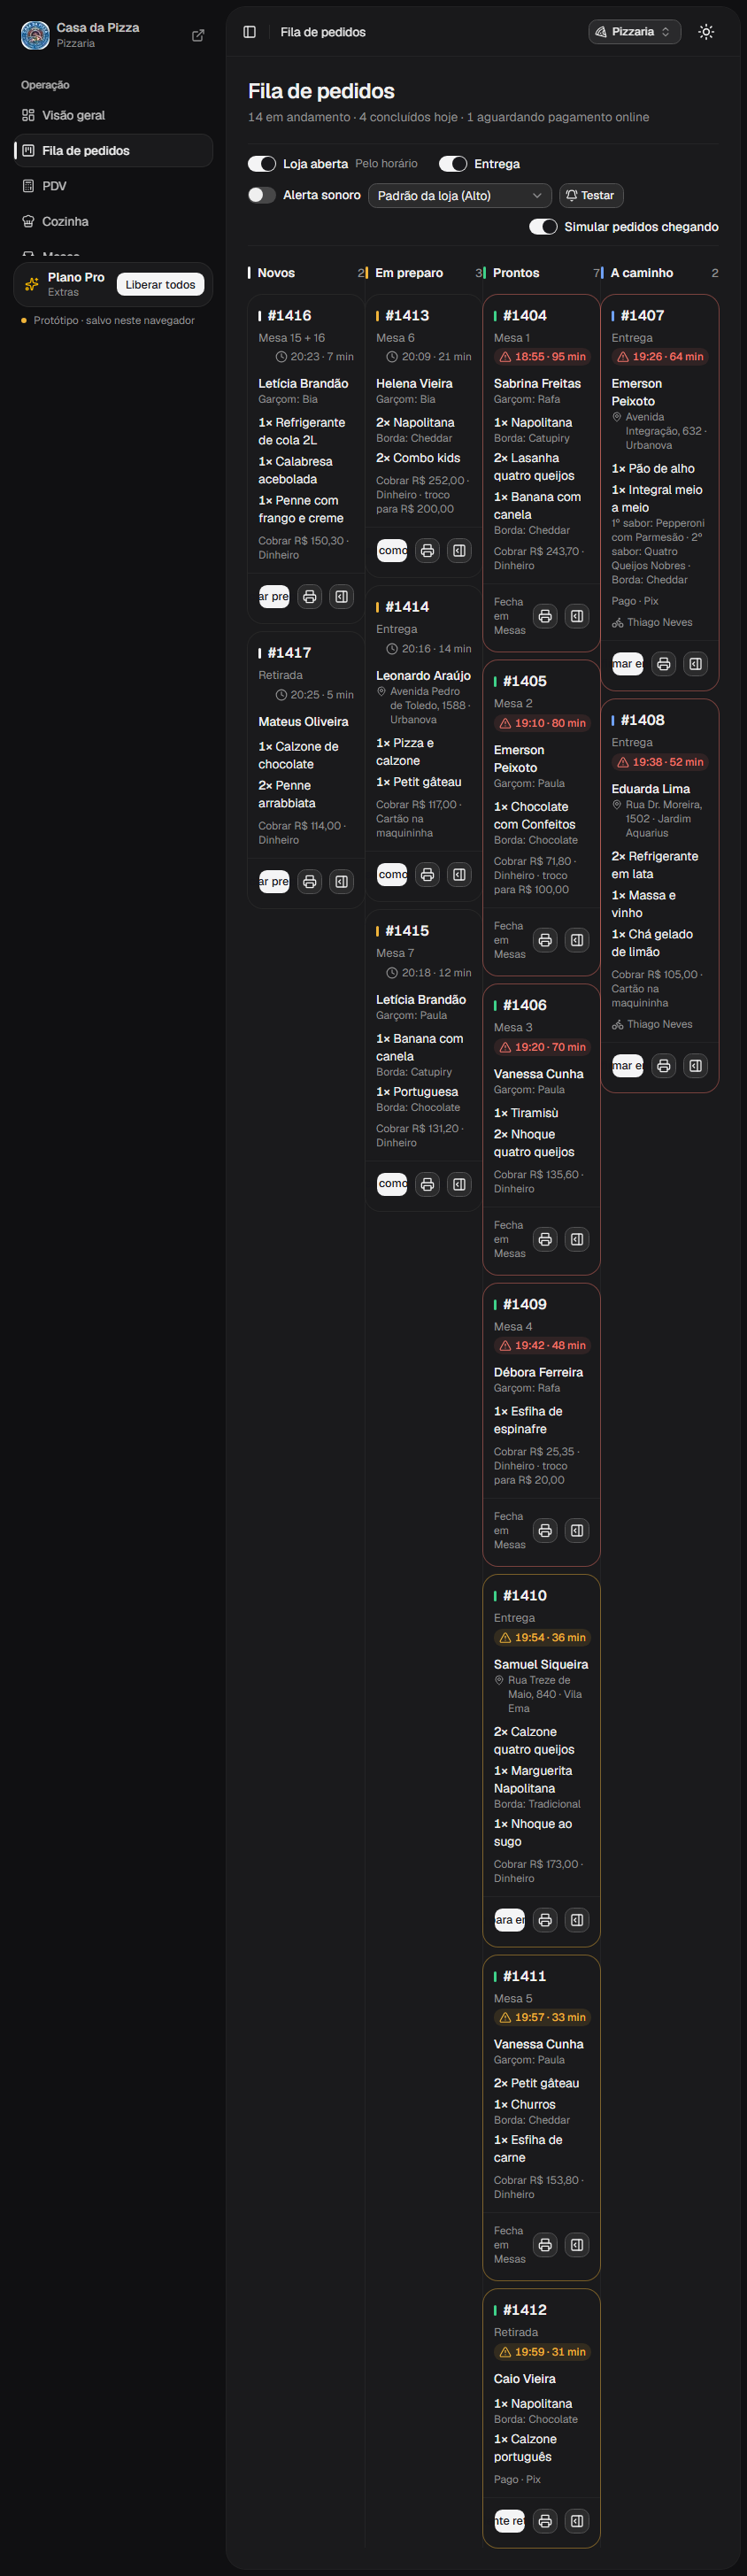 Casa da Pizza
Pizzaria
Operação
Visão geral
Fila de pedidos
PDV
Cozinha
Plano Pro
Extras
Liberar todos
Protótipo · salvo neste navegador
Fila de pedidos
Pizzaria
Fila de pedidos
14 em andamento · 4 concluídos hoje · 1 aguardando pagamento online
Loja aberta Pelo horário
Entrega
Alerta sonoro
Padrão da loja (Alto)
Testar
Simular pedidos chegando
Novos 2
#1416
Mesa 15 + 16
20:23 · 7 min
Letícia Brandão
Garçom: Bia
1× Refrigerante
de cola 2L
1× Calabresa
acebolada
1× Penne com
frango e creme
Cobrar R$ 150,30 ·
Dinheiro
ar pre
#1417
Retirada
20:25 · 5 min
Mateus Oliveira
1× Calzone de
chocolate
2× Penne
arrabbiata
Cobrar R$ 114,00 ·
Dinheiro
ar pre
Em preparo 3
#1413
Mesa 6
20:09 · 21 min
Helena Vieira
Garçom: Bia
2× Napolitana
Borda: Cheddar
2× Combo kids
Cobrar R$ 252,00 ·
Dinheiro · troco
para R$ 200,00
como
#1414
Entrega
20:16 · 14 min
Leonardo Araújo
Avenida Pedro
de Toledo, 1588 ·
Urbanova
1× Pizza e
calzone
1× Petit gâteau
Cobrar R$ 117,00 ·
Cartão na
maquininha
como
#1415
Mesa 7
20:18 · 12 min
Letícia Brandão
Garçom: Paula
1× Banana com
canela
Borda: Catupiry
1× Portuguesa
Borda: Chocolate
Cobrar R$ 131,20 ·
Dinheiro
como
Prontos 7
#1404
Mesa 1
18:55 · 95 min
Sabrina Freitas
Garçom: Rafa
1× Napolitana
Borda: Catupiry
2× Lasanha
quatro queijos
1× Banana com
canela
Borda: Cheddar
Cobrar R$ 243,70 ·
Dinheiro
Fecha
em
Mesas
#1405
Mesa 2
19:10 · 80 min
Emerson
Peixoto
Garçom: Paula
1× Chocolate
com Confeitos
Borda: Chocolate
Cobrar R$ 71,80 ·
Dinheiro · troco
para R$ 100,00
Fecha
em
Mesas
#1406
Mesa 3
19:20 · 70 min
Vanessa Cunha
Garçom: Paula
1× Tiramisù
2× Nhoque
quatro queijos
Cobrar R$ 135,60 ·
Dinheiro
Fecha
em
Mesas
#1409
Mesa 4
19:42 · 48 min
Débora Ferreira
Garçom: Rafa
1× Esfiha de
espinafre
Cobrar R$ 25,35 ·
Dinheiro · troco
para R$ 20,00
Fecha
em
Mesas
#1410
Entrega
19:54 · 36 min
Samuel Siqueira
Rua Treze de
Maio, 840 · Vila
Ema
2× Calzone
quatro queijos
1× Marguerita
Napolitana
Borda: Tradicional
1× Nhoque ao
sugo
Cobrar R$ 173,00 ·
Dinheiro
ara en
#1411
Mesa 5
19:57 · 33 min
Vanessa Cunha
Garçom: Paula
2× Petit gâteau
1× Churros
Borda: Cheddar
1× Esfiha de
carne
Cobrar R$ 153,80 ·
Dinheiro
Fecha
em
Mesas
#1412
Retirada
19:59 · 31 min
Caio Vieira
1× Napolitana
Borda: Chocolate
1× Calzone
português
Pago · Pix
nte ret
A caminho 2
#1407
Entrega
19:26 · 64 min
Emerson
Peixoto
Avenida
Integração, 632 ·
Urbanova
1× Pão de alho
1× Integral meio
a meio
1º sabor: Pepperoni
com Parmesão · 2º
sabor: Quatro
Queijos Nobres ·
Borda: Cheddar
Pago · Pix
Thiago Neves
mar en
#1408
Entrega
19:38 · 52 min
Eduarda Lima
Rua Dr. Moreira,
1502 · Jardim
Aquarius
2× Refrigerante
em lata
1× Massa e
vinho
1× Chá gelado
de limão
Cobrar R$ 105,00 ·
Cartão na
maquininha
Thiago Neves
mar en